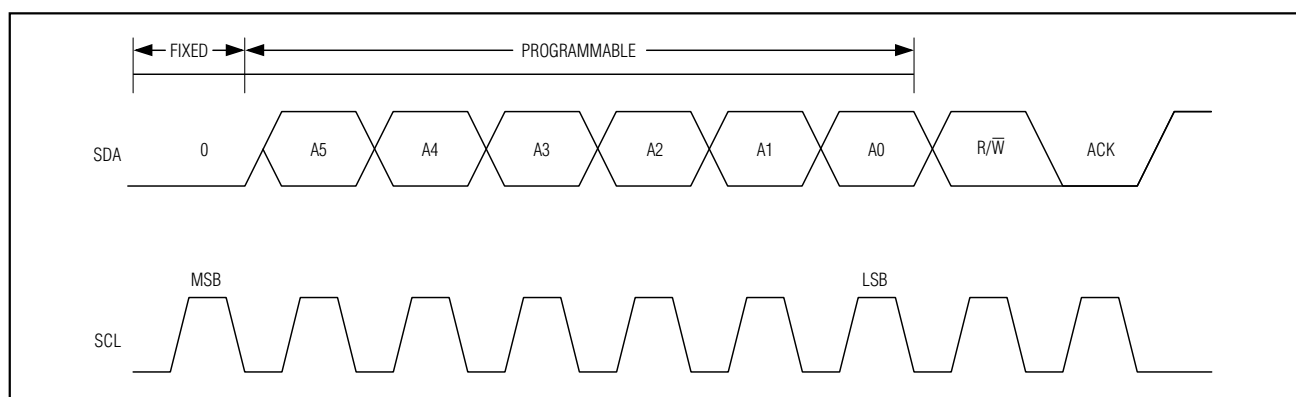 FIXED PROGRAMMABLE
SDA 0 A5 A4 A3 A2 A1 A0 R/W̅ ACK
MSB LSB
SCL